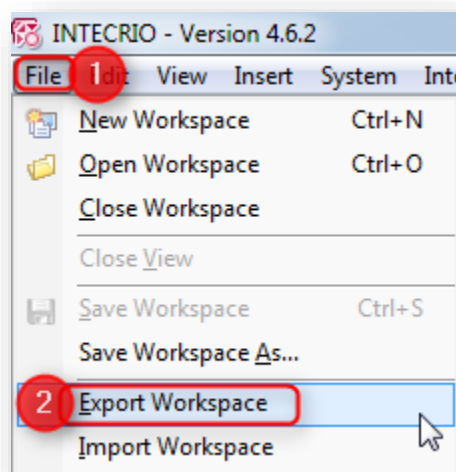 INTECRIO - Version 4.6.2
File 1 View Insert System
New Workspace Ctrl+N
Open Workspace Ctrl+O
Close Workspace
Close View
Save Workspace Ctrl+S
Save Workspace As...
2 Export Workspace
Import Workspace